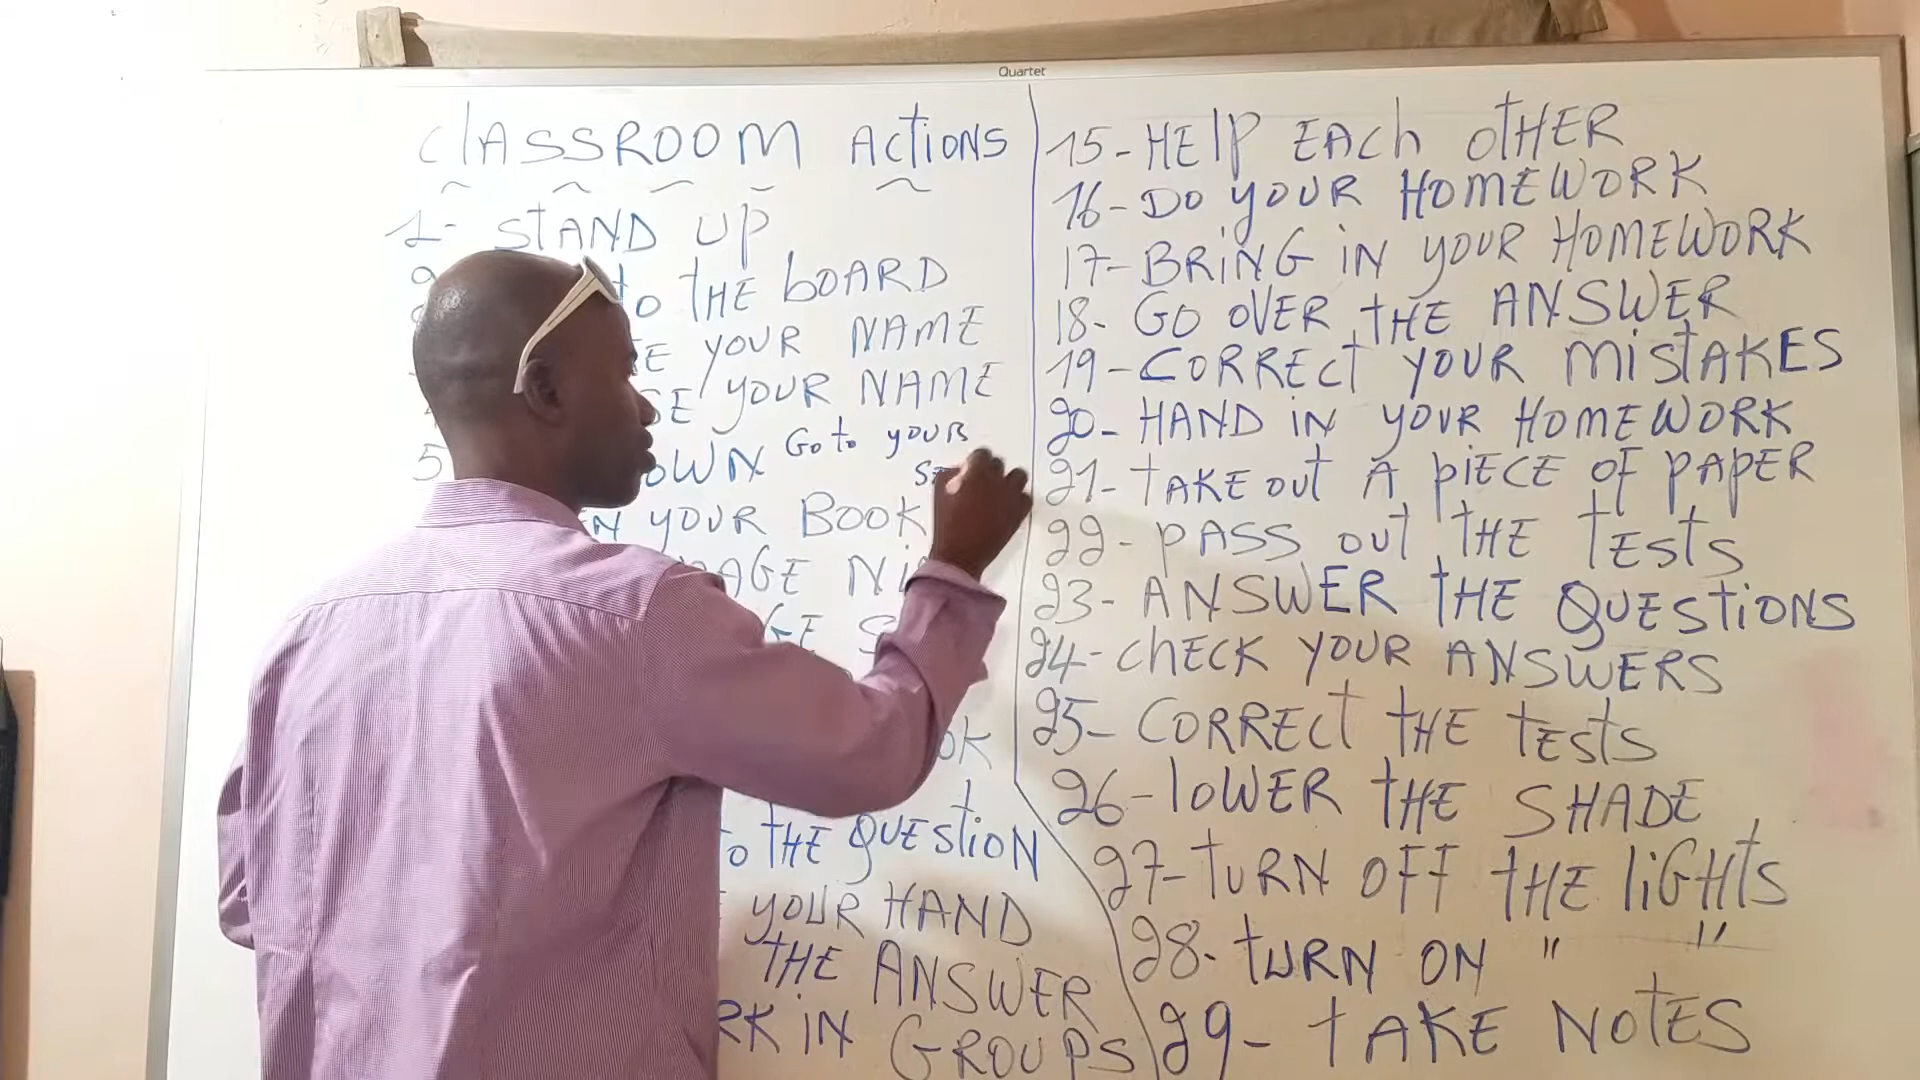 Quartet
CLASSROOM ACTIONS
1- STAND UP
TO THE BOARD
YOUR NAME
YOUR NAME
5
OWN Go to YOUR
YOUR BOOK
PAGE
TO THE QUESTION
YOUR HAND
THE ANSWER
IN GROUPS
15- HELP EACH OTHER
16- DO YOUR HOMEWORK
17- BRING IN YOUR HOMEWORK
18- GO OVER THE ANSWER
19- CORRECT YOUR MISTAKES
20- HAND IN YOUR HOMEWORK
21- TAKE OUT A PIECE OF PAPER
22- PASS OUT THE TESTS
23- ANSWER THE QUESTIONS
24- CHECK YOUR ANSWERS
25- CORRECT THE TESTS
26- LOWER THE SHADE
27- TURN OFF THE LIGHTS
28- TURN ON " "
29- TAKE NOTES